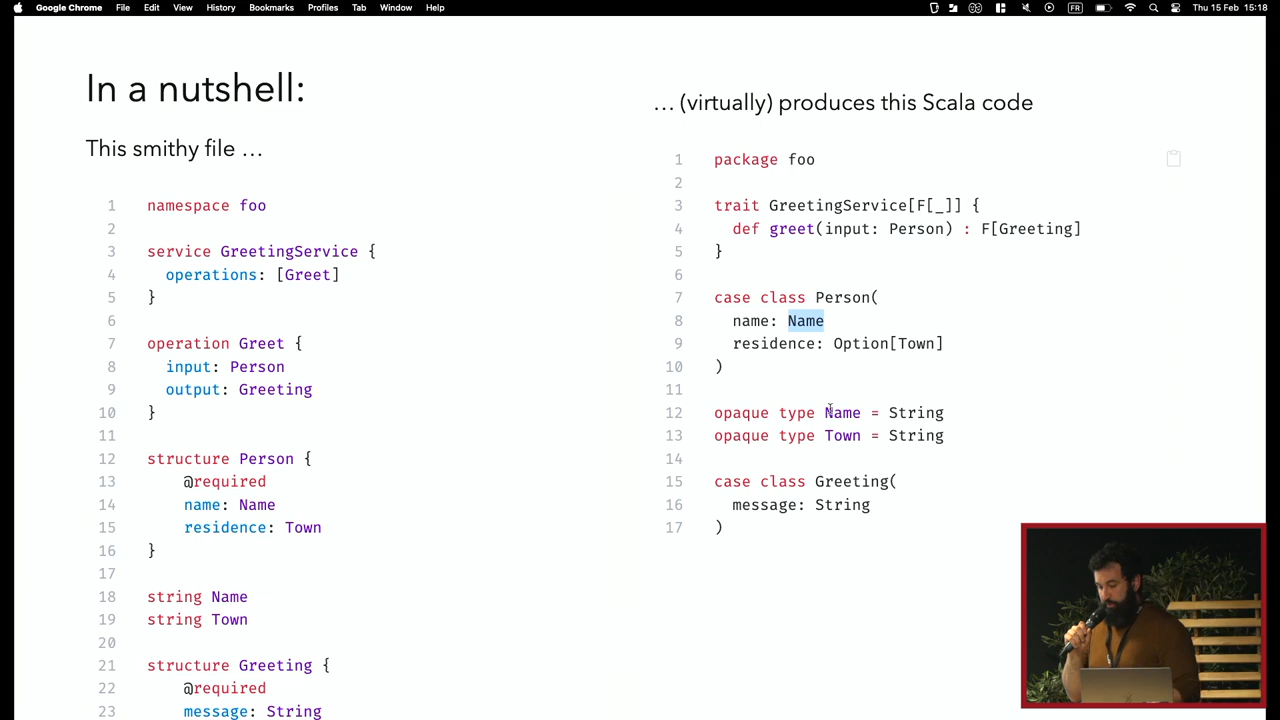 Google Chrome File Edit View History Bookmarks Profiles Tab Window Help FR Thu 15 Feb 15:18
In a nutshell:
This smithy file …
1 namespace foo
2
3 service GreetingService {
4 operations: [Greet]
5 }
6
7 operation Greet {
8 input: Person
9 output: Greeting
10 }
11
12 structure Person {
13 @required
14 name: Name
15 residence: Town
16 }
17
18 string Name
19 string Town
20
21 structure Greeting {
22 @required
23 message: String
… (virtually) produces this Scala code
1 package foo
2
3 trait GreetingService[F[_]] {
4 def greet(input: Person) : F[Greeting]
5 }
6
7 case class Person(
8 name: Name
9 residence: Option[Town]
10 )
11
12 opaque type Name = String
13 opaque type Town = String
14
15 case class Greeting(
16 message: String
17 )